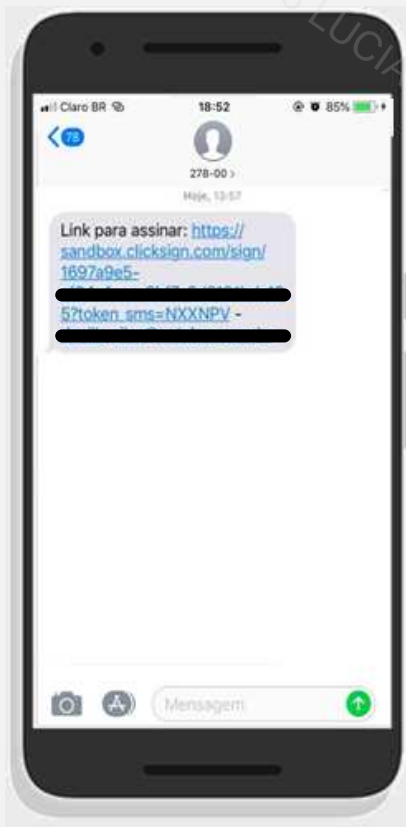 LUCIA
Claro BR 18:52 85%
78
278-00 >
Hoje, 13:57
Link para assinar: https://
sandbox.clicksign.com/sign/
1697a9e5-
5?token_sms=NXXNPV -
Mensagem